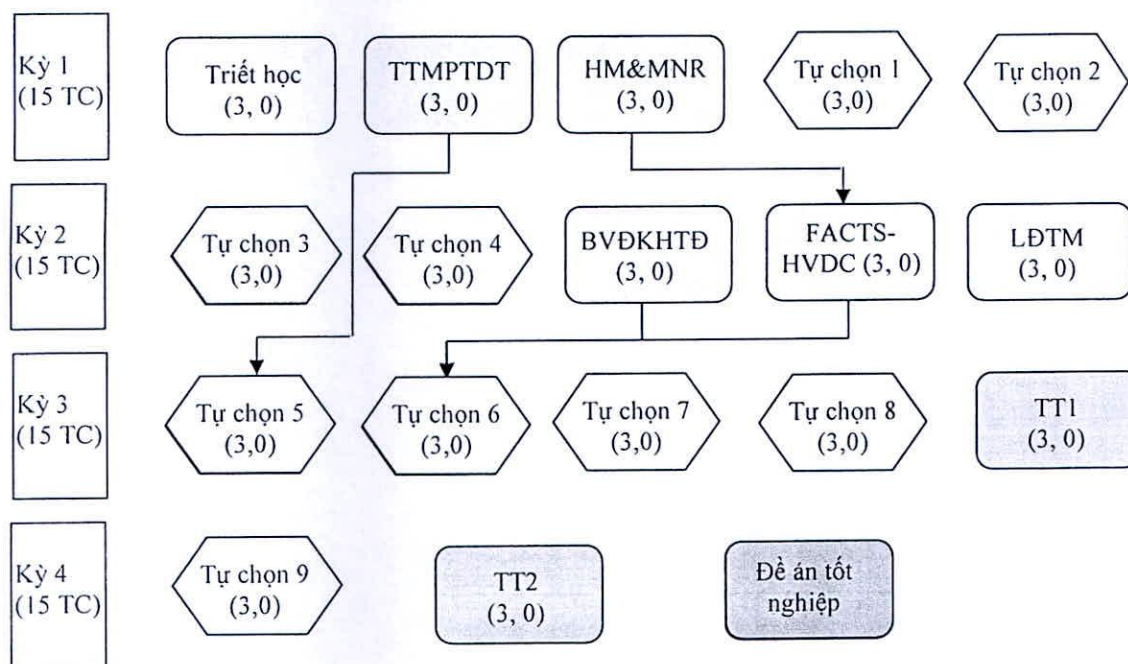 Kỳ 1
(15 TC)
Triết học
(3, 0)
TTMPTDT
(3, 0)
HM&MNR
(3, 0)
Tự chọn 1
(3,0)
Tự chọn 2
(3,0)
Kỳ 2
(15 TC)
Tự chọn 3
(3,0)
Tự chọn 4
(3,0)
BVĐKHTĐ
(3, 0)
FACTS-
HVDC (3, 0)
LĐTM
(3, 0)
Kỳ 3
(15 TC)
Tự chọn 5
(3,0)
Tự chọn 6
(3,0)
Tự chọn 7
(3,0)
Tự chọn 8
(3,0)
TT1
(3, 0)
Kỳ 4
(15 TC)
Tự chọn 9
(3,0)
TT2
(3, 0)
Đề án tốt
nghiệp